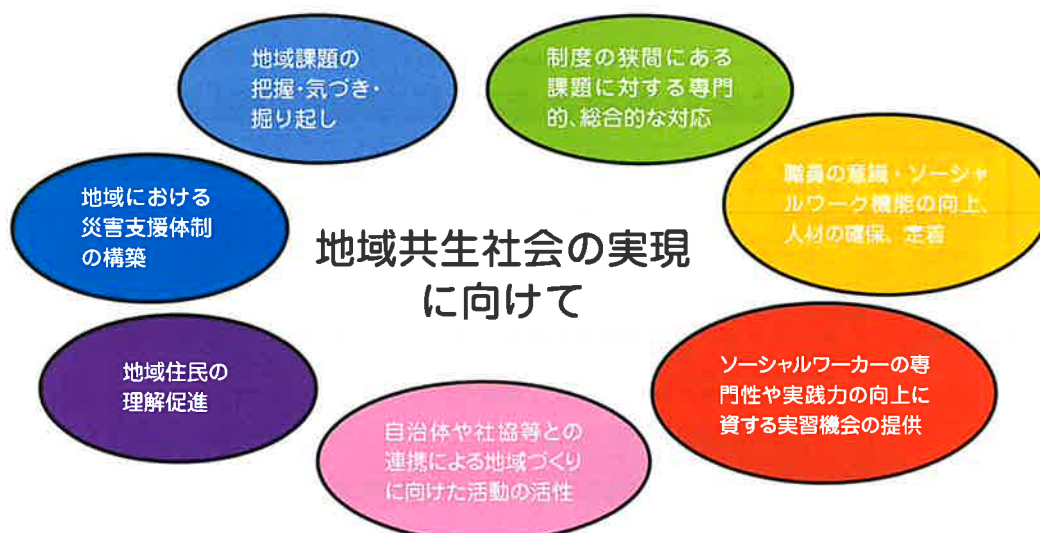 地域課題の
把握・気づき・
掘り起し
制度の狭間にある
課題に対する専門
的、総合的な対応
職員の意識・ソーシャ
ルワーク機能の向上、
人材の確保、定着
ソーシャルワーカーの専
門性や実践力の向上に
資する実習機会の提供
自治体や社協等との
連携による地域づくり
に向けた活動の活性
地域住民の
理解促進
地域における
災害支援体制
の構築
地域共生社会の実現
に向けて